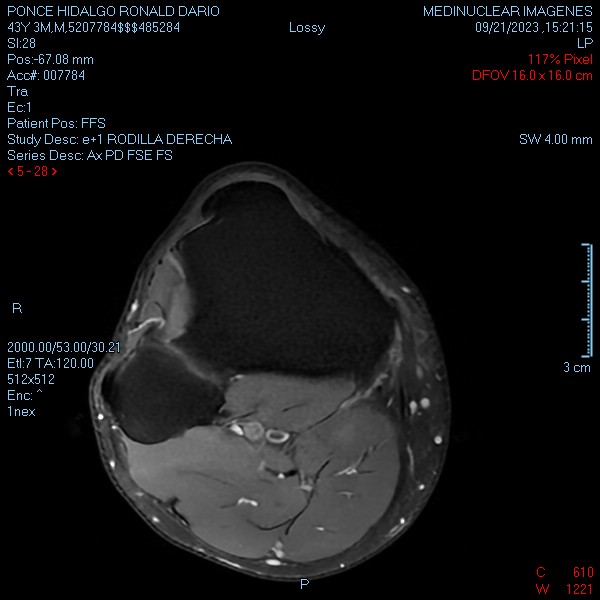 PONCE HIDALGO RONALD DARIO
43Y 3M,M,5207784$$$485284
Sl:28
Pos:-67.08 mm
Acc#: 007784
Tra
Ec:1
Patient Pos: FFS
Study Desc: e+1 RODILLA DERECHA
Series Desc: Ax PD FSE FS
< 5 - 28 >
Lossy
MEDINUCLEAR IMAGENES
09/21/2023 ,15:21:15
LP
117% Pixel
DFOV 16.0 x 16.0 cm
SW 4.00 mm
R
2000.00/53.00/30.21
Etl:7 TA:120.00
512x512
Enc: ^
1nex
3 cm
P
C 610
W 1221